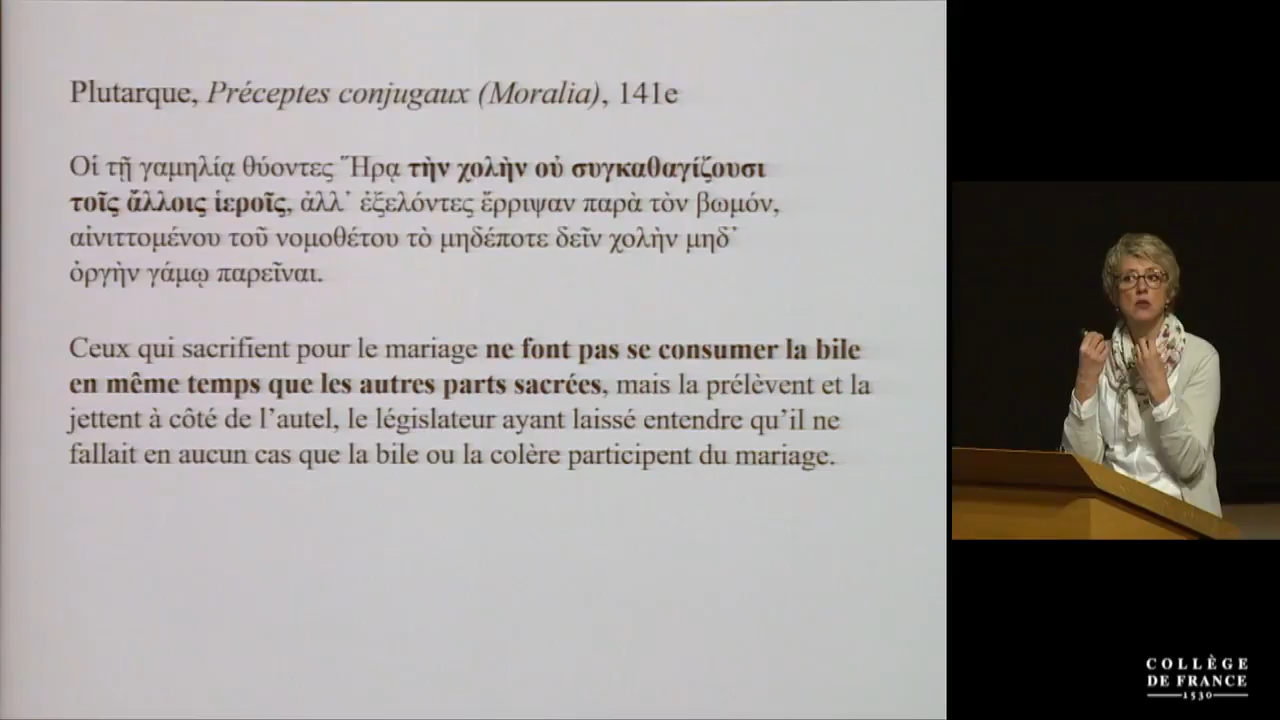 Plutarque, Préceptes conjugaux (Moralia), 141e
Οἱ τῇ γαμηλίᾳ θύοντες Ἥρᾳ τὴν χολὴν οὐ συγκαθαγίζουσι
τοῖς ἄλλοις ἱεροῖς, ἀλλ᾽ ἐξελόντες ἔρριψαν παρὰ τὸν βωμόν,
αἰνιττομένου τοῦ νομοθέτου τὸ μηδέποτε δεῖν χολὴν μηδ᾽
ὀργὴν γάμῳ παρεῖναι.
Ceux qui sacrifient pour le mariage ne font pas se consumer la bile
en même temps que les autres parts sacrées, mais la prélèvent et la
jettent à côté de l’autel, le législateur ayant laissé entendre qu’il ne
fallait en aucun cas que la bile ou la colère participent du mariage.
COLLÈGE
DE FRANCE
1530